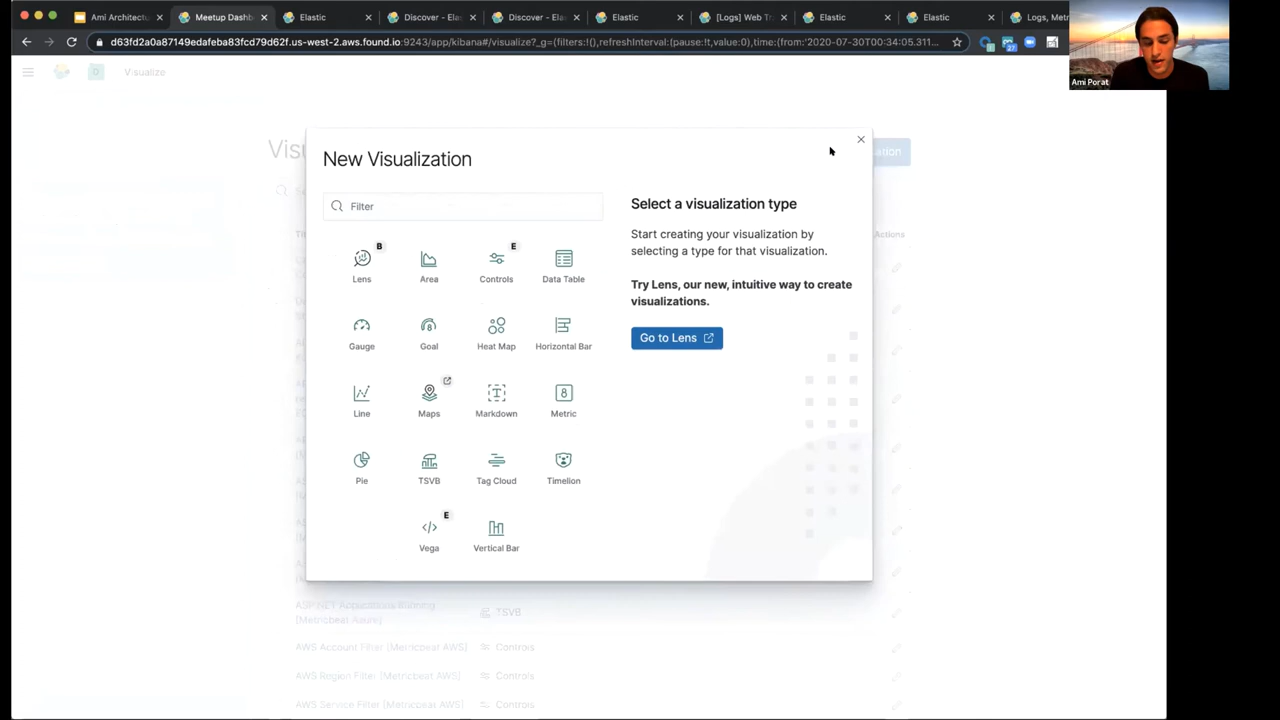 Ami Architectu
Meetup Dashb
Elastic
Discover - Elas
Discover - Elas
Elastic
[Logs] Web Tr
Elastic
Elastic
Logs, Metr
d63fd2a0a87149edafeba83fcd79d62f.us-west-2.aws.found.io:9243/app/kibana#/visualize?_g=(filters:!(),refreshInterval:(pause:!t,value:0),time:(from:'2020-07-30T00:34:05.311...
27
Ami Porat
D
Visualize
New Visualization
Filter
Select a visualization type
Start creating your visualization by
selecting a type for that visualization.
Try Lens, our new, intuitive way to create
visualizations.
Go to Lens
B
E
Lens
Area
Controls
Data Table
Gauge
Goal
Heat Map
Horizontal Bar
Line
Maps
Markdown
Metric
Pie
TSVB
Tag Cloud
Timelion
E
Vega
Vertical Bar
Actions
ASP.NET Applications Running
[Metricbeat Azure]
TSVB
AWS Account Filter [Metricbeat AWS]
Controls
AWS Region Filter [Metricbeat AWS]
Controls
AWS Service Filter [Metricbeat AWS]
Controls